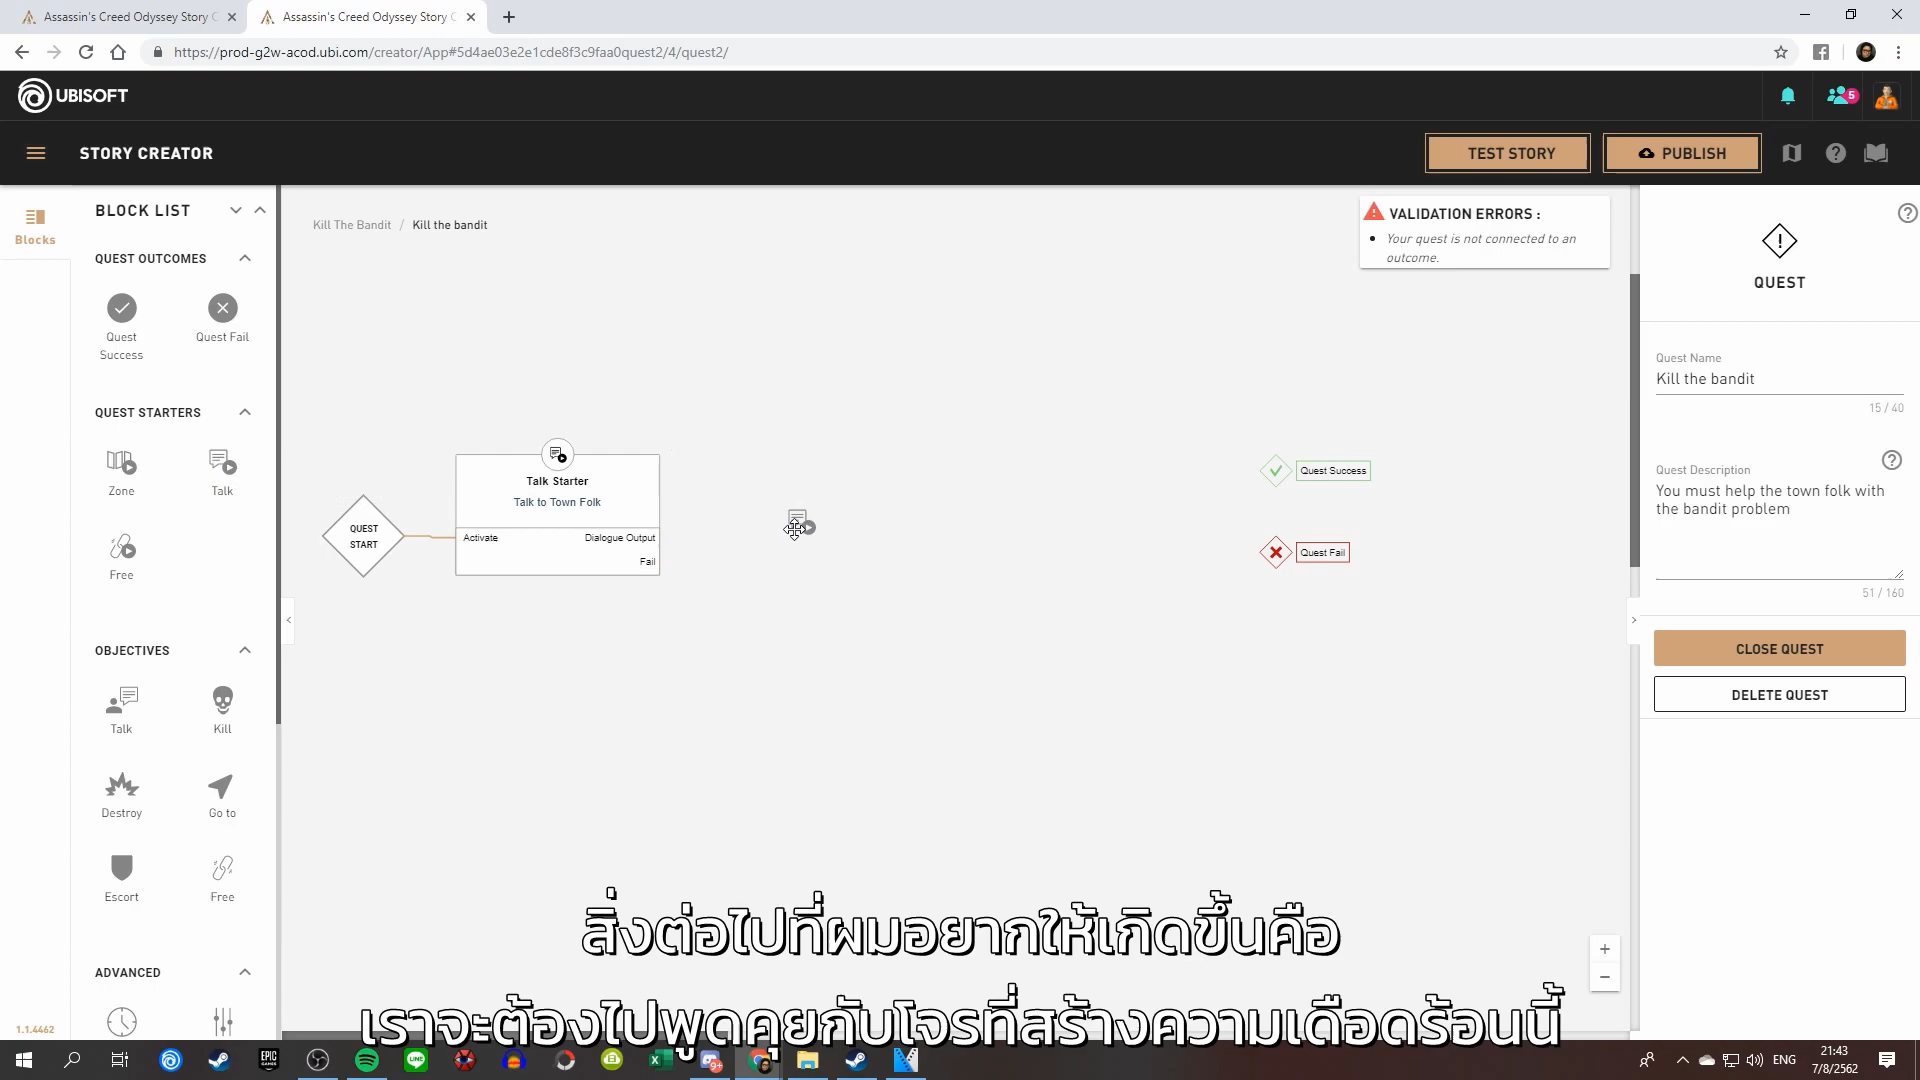 Assassin's Creed Odyssey Story C
Assassin's Creed Odyssey Story C
https://prod-g2w-acod.ubi.com/creator/App#5d4ae03e2e1cde8f3c9faa0quest2/4/quest2/
UBISOFT
5
STORY CREATOR
TEST STORY
PUBLISH
Blocks
BLOCK LIST
QUEST OUTCOMES
Quest Success
Quest Fail
QUEST STARTERS
Zone
Talk
Free
OBJECTIVES
Talk
Kill
Destroy
Go to
Escort
Free
ADVANCED
1.1.4462
Kill The Bandit / Kill the bandit
VALIDATION ERRORS :
Your quest is not connected to an
outcome.
QUEST
START
Talk Starter
Talk to Town Folk
Activate
Dialogue Output
Fail
Quest Success
Quest Fail
QUEST
Quest Name
Kill the bandit
15 / 40
Quest Description
You must help the town folk with
the bandit problem
51 / 160
CLOSE QUEST
DELETE QUEST
สิ่งต่อไปที่ผมอยากให้เกิดขึ้นคือ
เราจะต้องไปพูดคุยกับโจรที่สร้างความเดือดร้อนนี้
EPIC
GAMES
LINE
9+
ENG
21:43
7/8/2562